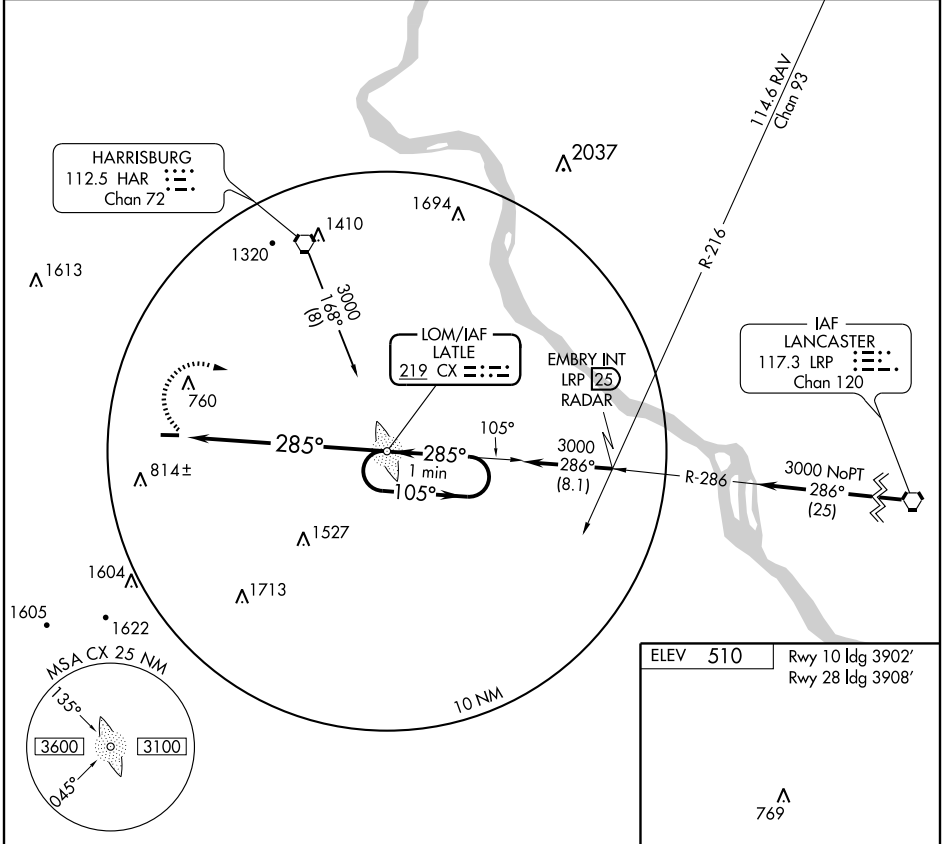 114.6 RAV
Chan 93
R-216
2037
HARRISBURG
112.5 HAR
Chan 72
1694
1410
1320
1613
3000
168°
(8)
LOM/IAF
LATLE
219 CX
EMBRY INT
LRP 25
RADAR
IAF
LANCASTER
117.3 LRP
Chan 120
760
285°
285°
1 min
105°
105°
3000
286°
(8.1)
R-286
3000 NoPT
286°
(25)
814±
1527
1604
1713
1605
1622
MSA CX 25 NM
135°
3600
3100
045°
10 NM
ELEV 510
Rwy 10 ldg 3902'
Rwy 28 ldg 3908'
769